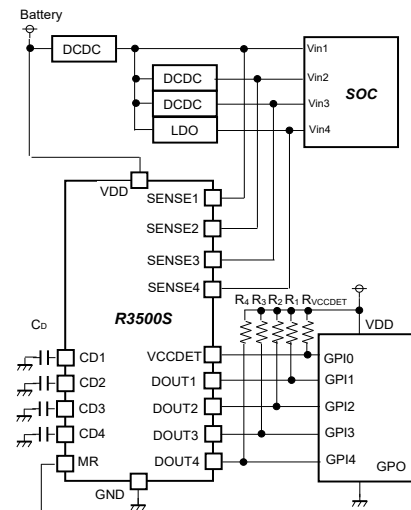 Battery
DCDC
Vin1
DCDC
Vin2
SOC
DCDC
Vin3
LDO
Vin4
VDD
SENSE1
SENSE2
SENSE3
SENSE4
R3500S
R4 R3 R2 R1 RVCCDET
CD
VDD
CD1
VCCDET
GPI0
CD2
DOUT1
GPI1
CD3
DOUT2
GPI2
CD4
DOUT3
GPI3
MR
DOUT4
GPI4
GPO
GND